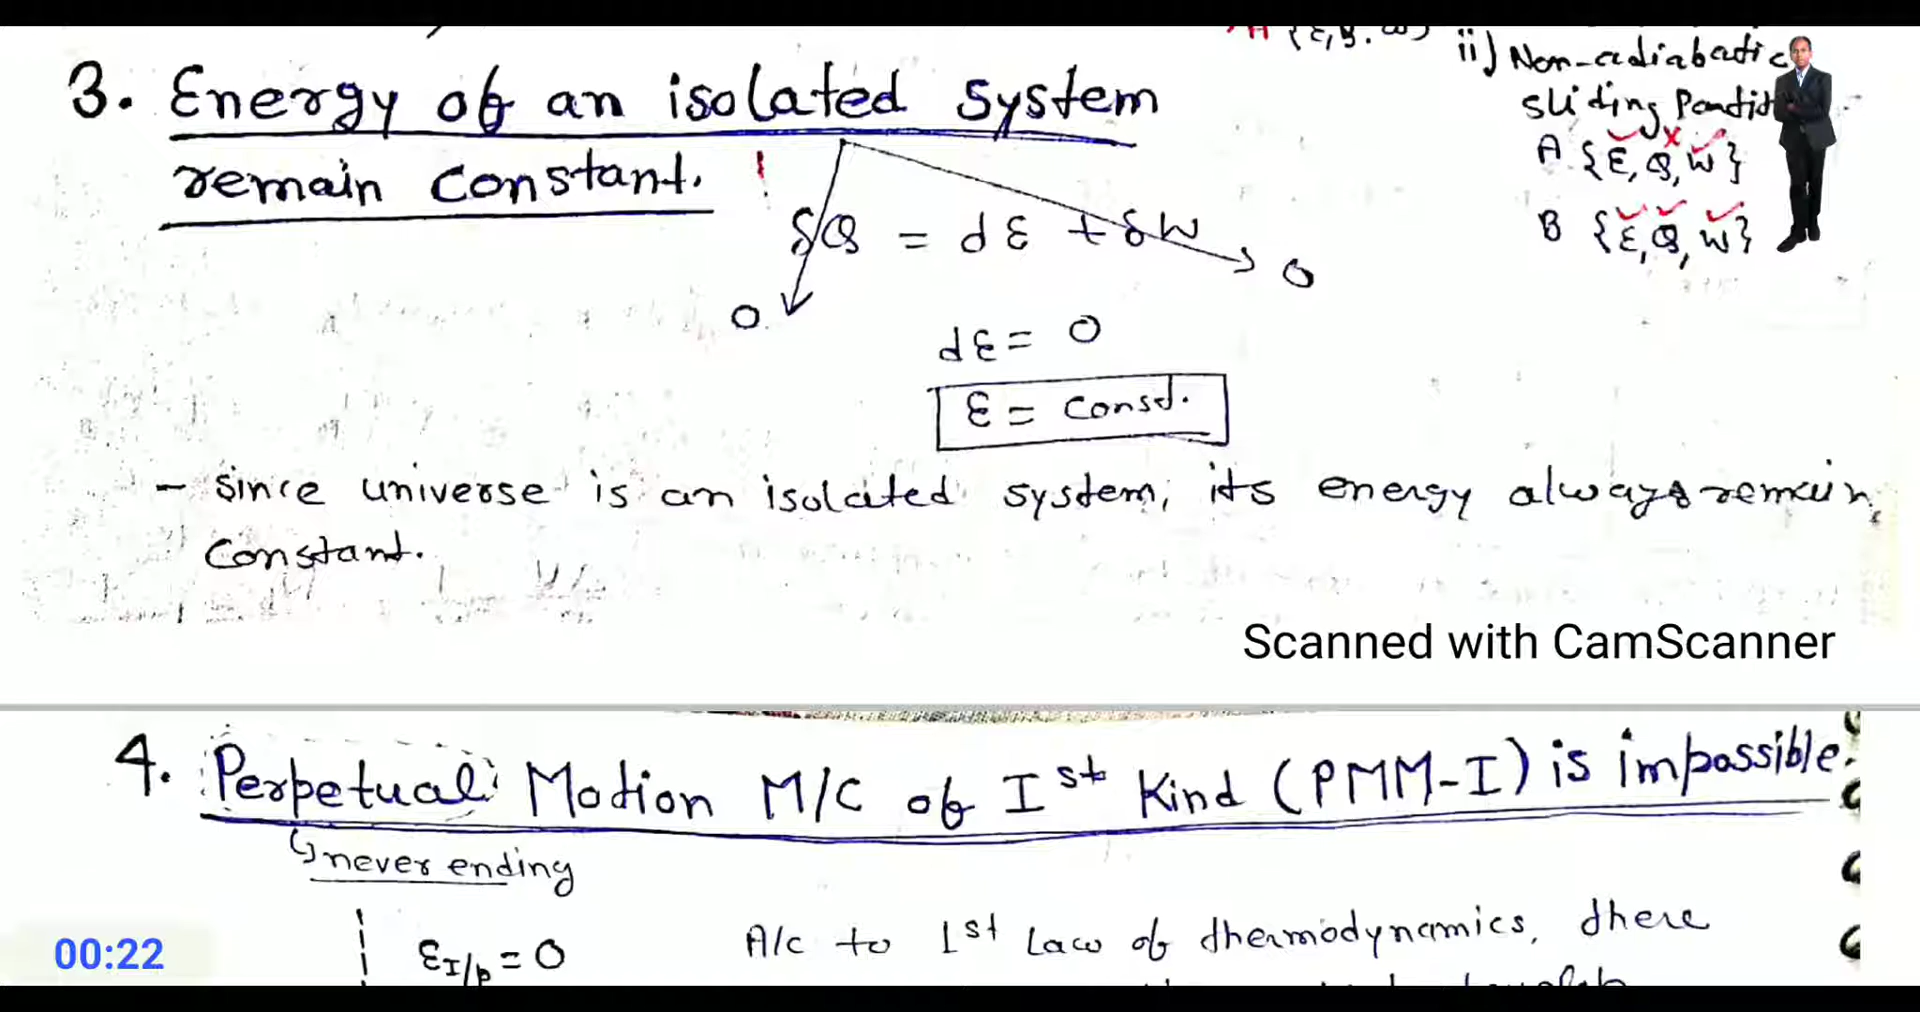 ii) Non-adiabatic
3. Energy of an isolated system
sliding
A {E, Q, W}
remain constant. !
B {E, Q, W}
δQ = dE + δW
0 0
dE = 0
E = const.
- since universe is an isolated system, its energy always remain
constant.
Scanned with CamScanner
4. Perpetual Motion M/C of Ist Kind (PMM-I) is impossible.
↳ never ending
A/c to 1st Law of thermodynamics, there
EI/p = 0
00:22